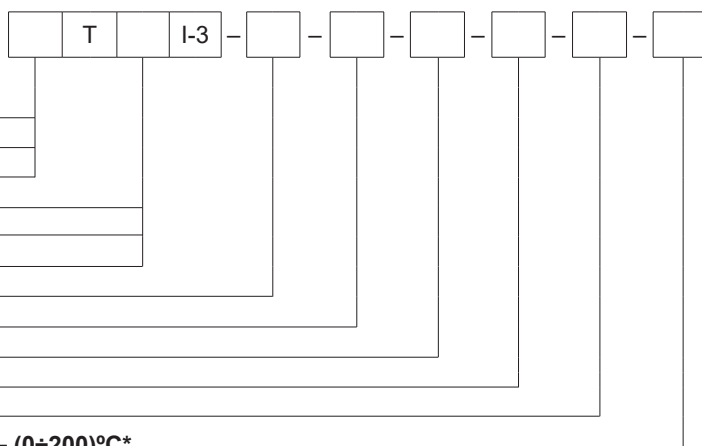 T I-3 – – – – – –
– (0÷200)ºC*